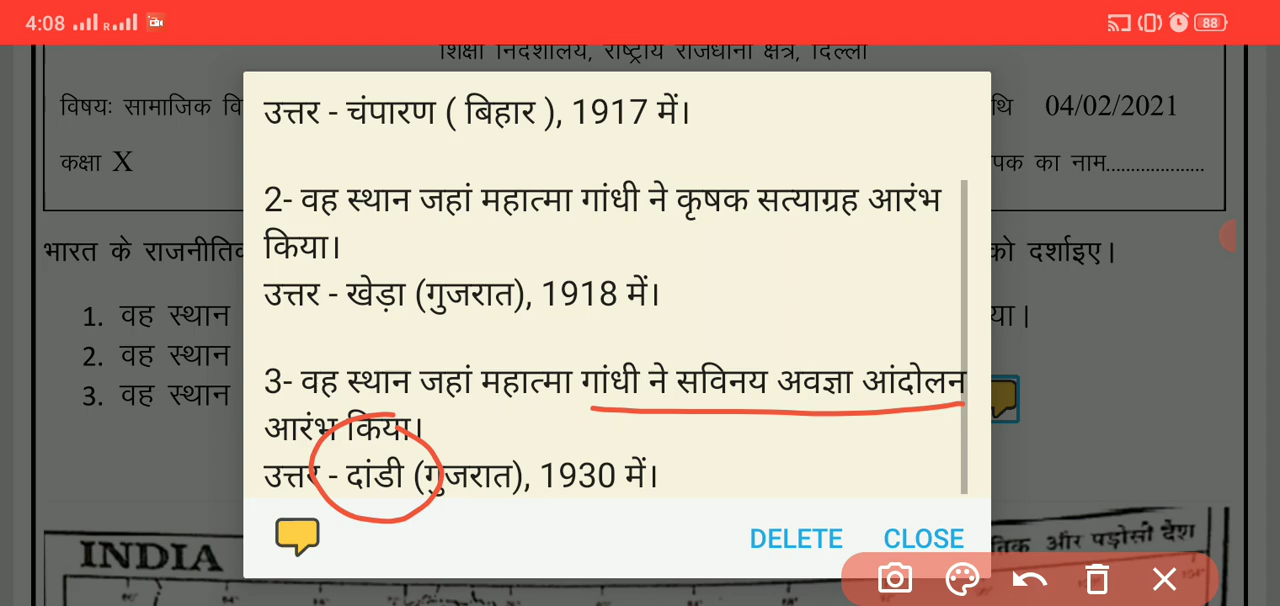 4:08 R 88
शिक्षा निदेशालय, राष्ट्रीय राजधानी क्षेत्र, दिल्ली
उत्तर - चंपारण ( बिहार ), 1917 में।
विषयः सामाजिक वि
थि 04/02/2021
कक्षा X
पक का नाम....................
2- वह स्थान जहां महात्मा गांधी ने कृषक सत्याग्रह आरंभ
किया।
भारत के राजनीतिक
को दर्शाइए।
उत्तर - खेड़ा (गुजरात), 1918 में।
1. वह स्थान
या।
2. वह स्थान
3. वह स्थान
3- वह स्थान जहां महात्मा गांधी ने सविनय अवज्ञा आंदोलन
आरंभ किया।
उत्तर - दांडी (गुजरात), 1930 में।
DELETE CLOSE
INDIA
तिक और पड़ोसी देश